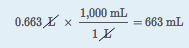 0.663 L × 1,000 mL / 1 L = 663 mL